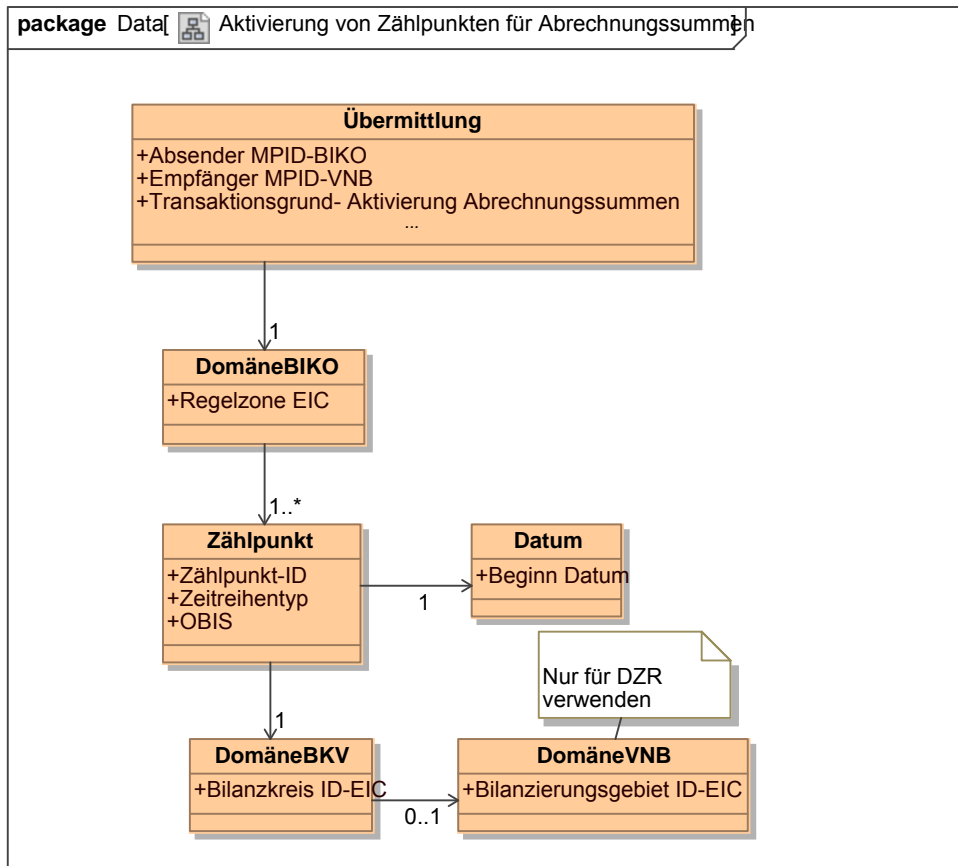 package Data[ Aktivierung von Zählpunkten für Abrechnungssummen]
Übermittlung
+Absender MPID-BIKO
+Empfänger MPID-VNB
+Transaktionsgrund- Aktivierung Abrechnungssummen
...
1
DomäneBIKO
+Regelzone EIC
1..*
Zählpunkt
+Zählpunkt-ID
+Zeitreihentyp
+OBIS
1
Datum
+Beginn Datum
Nur für DZR
verwenden
1
DomäneBKV
+Bilanzkreis ID-EIC
0..1
DomäneVNB
+Bilanzierungsgebiet ID-EIC